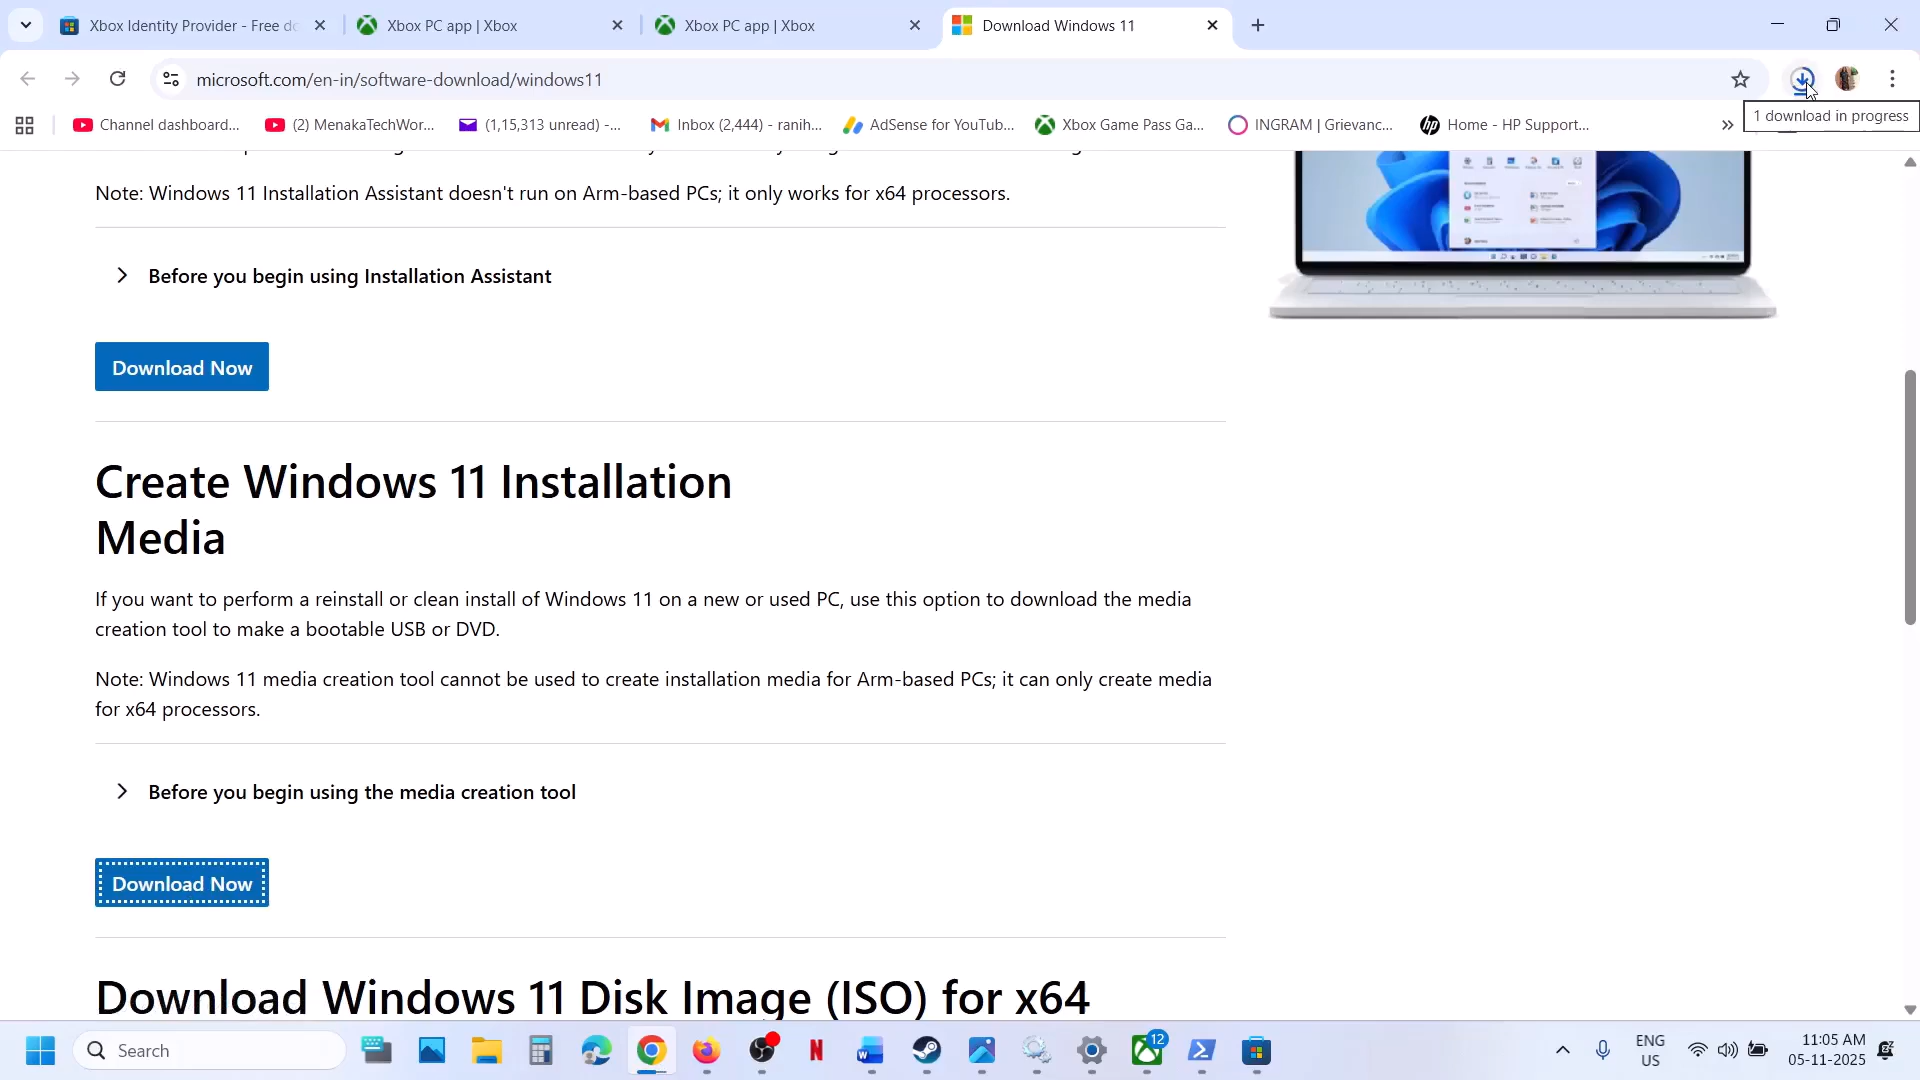 Xbox Identity Provider - Free do
Xbox PC app | Xbox
Xbox PC app | Xbox
Download Windows 11
microsoft.com/en-in/software-download/windows11
Channel dashboard...
(2) MenakaTechWor...
(1,15,313 unread) -...
Inbox (2,444) - ranih...
AdSense for YouTub...
Xbox Game Pass Ga...
INGRAM | Grievanc...
Home - HP Support...
1 download in progress
Note: Windows 11 Installation Assistant doesn't run on Arm-based PCs; it only works for x64 processors.
Before you begin using Installation Assistant
Download Now
Create Windows 11 Installation
Media
If you want to perform a reinstall or clean install of Windows 11 on a new or used PC, use this option to download the media
creation tool to make a bootable USB or DVD.
Note: Windows 11 media creation tool cannot be used to create installation media for Arm-based PCs; it can only create media
for x64 processors.
Before you begin using the media creation tool
Download Now
Download Windows 11 Disk Image (ISO) for x64
Search
12
ENG
US
11:05 AM
05-11-2025